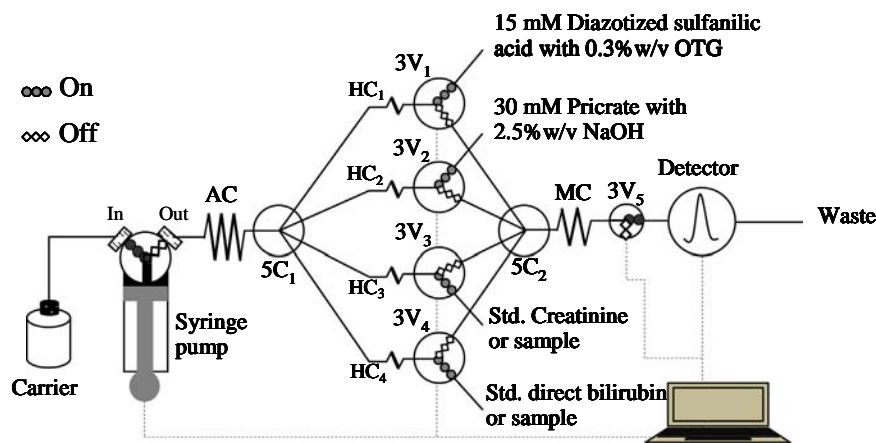 15 mM Diazotized sulfanilic
acid with 0.3% w/v OTG
3V1
HC1
On
30 mM Pricrate with
2.5% w/v NaOH
Off
3V2
HC2
Detector
AC
MC
3V5
In
Out
Waste
3V3
5C1
5C2
HC3
Syringe
pump
3V4
Std. Creatinine
or sample
HC4
Carrier
Std. direct bilirubin
or sample